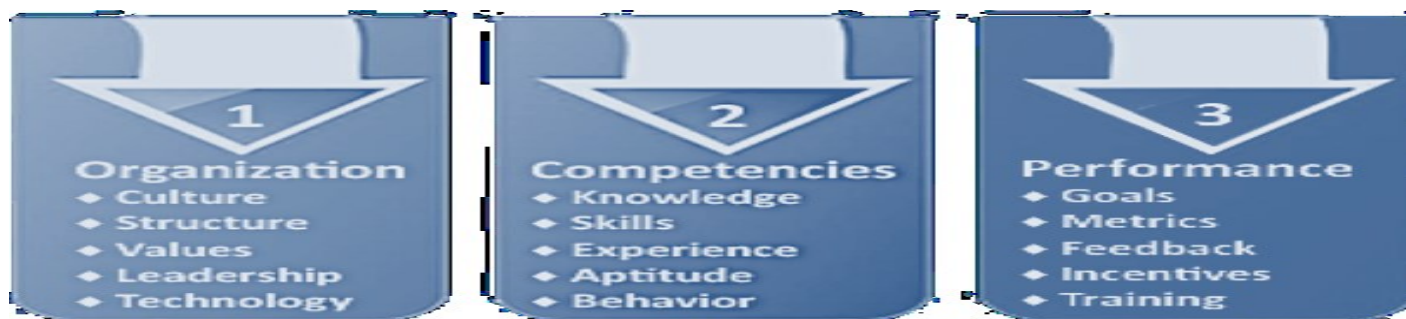 1
Organization
◆ Culture
◆ Structure
◆ Values
◆ Leadership
◆ Technology
2
Competencies
◆ Knowledge
◆ Skills
◆ Experience
◆ Aptitude
◆ Behavior
3
Performance
◆ Goals
◆ Metrics
◆ Feedback
◆ Incentives
◆ Training